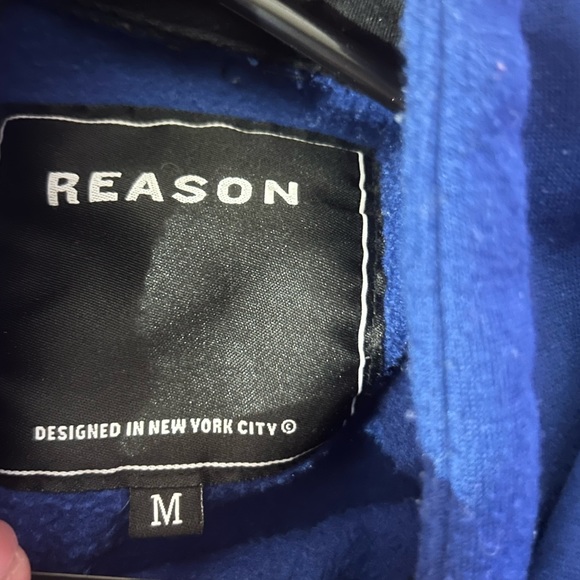 REASON
DESIGNED IN NEW YORK CITY ©
M